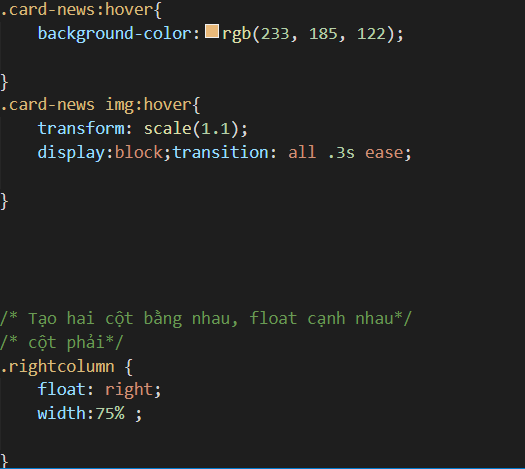 .card-news:hover{
background-color: rgb(233, 185, 122);
}
.card-news img:hover{
transform: scale(1.1);
display:block;transition: all .3s ease;
}
/* Tạo hai cột bằng nhau, float cạnh nhau*/
/* cột phải*/
.rightcolumn {
float: right;
width:75% ;
}